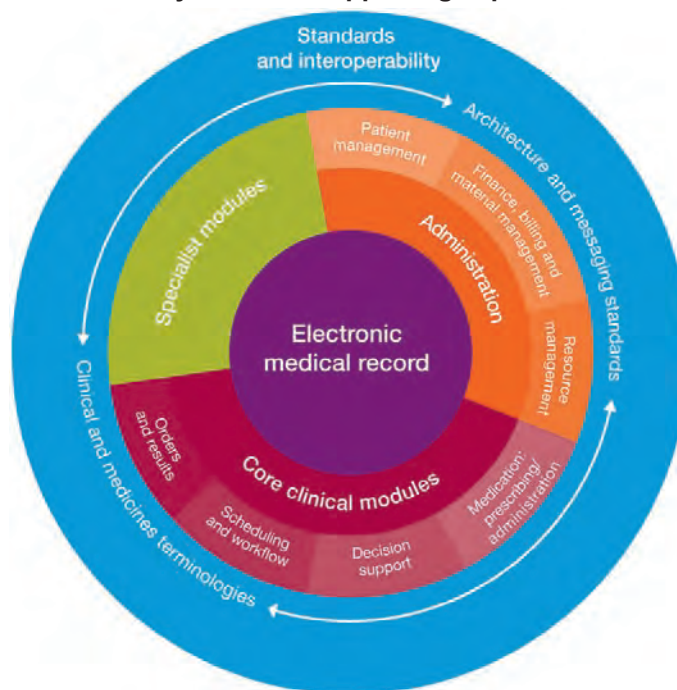 Standards
and interoperability
Architecture and messaging standards
Clinical and medicines terminologies
Patient
management
Finance, billing and
material management
Resource
management
Administration
Specialist modules
Electronic
medical record
Core clinical modules
Orders
and results
Scheduling
and workflow
Decision
support
Medication:
prescribing/
administration